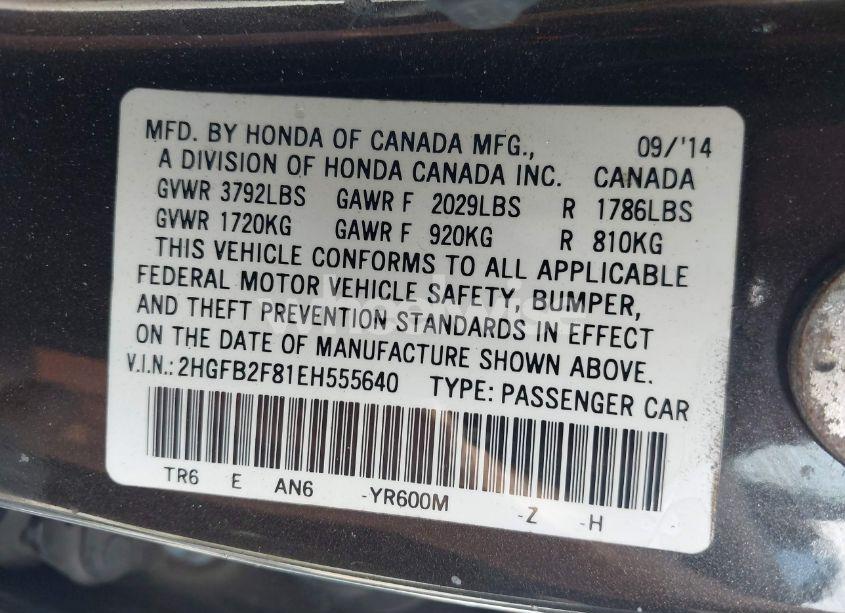 MFD. BY HONDA OF CANADA MFG., 09/'14
A DIVISION OF HONDA CANADA INC. CANADA
GVWR 3792LBS GAWR F 2029LBS R 1786LBS
GVWR 1720KG GAWR F 920KG R 810KG
THIS VEHICLE CONFORMS TO ALL APPLICABLE
FEDERAL MOTOR VEHICLE SAFETY, BUMPER,
AND THEFT PREVENTION STANDARDS IN EFFECT
ON THE DATE OF MANUFACTURE SHOWN ABOVE.
V.I.N.: 2HGFB2F81EH555640 TYPE: PASSENGER CAR
TR6 E AN6 -YR600M -Z -H -